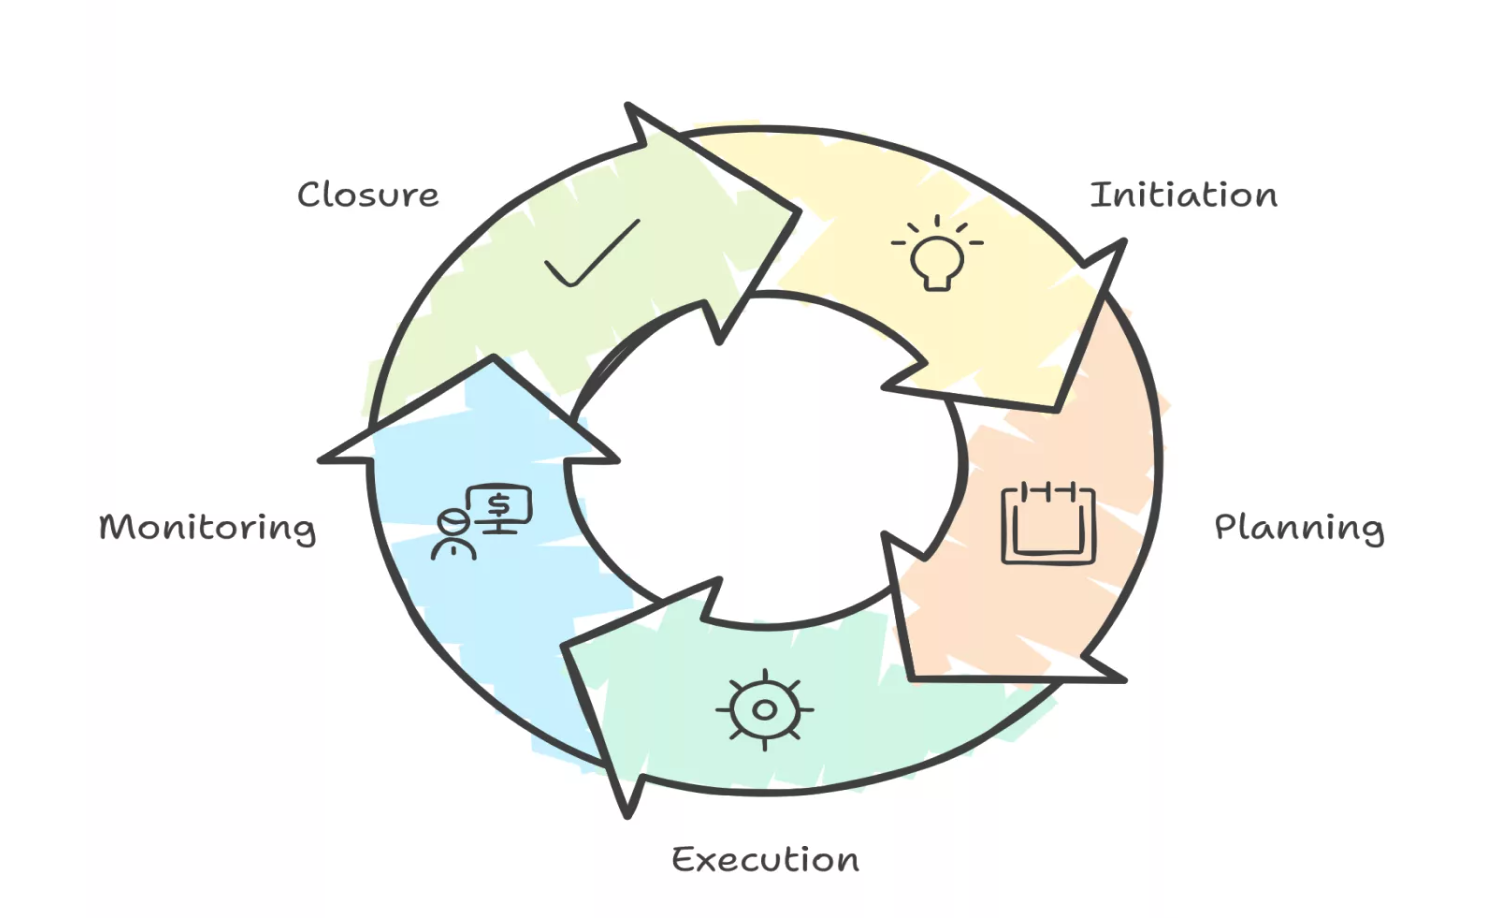 Closure
Initiation
$
Monitoring
Planning
Execution